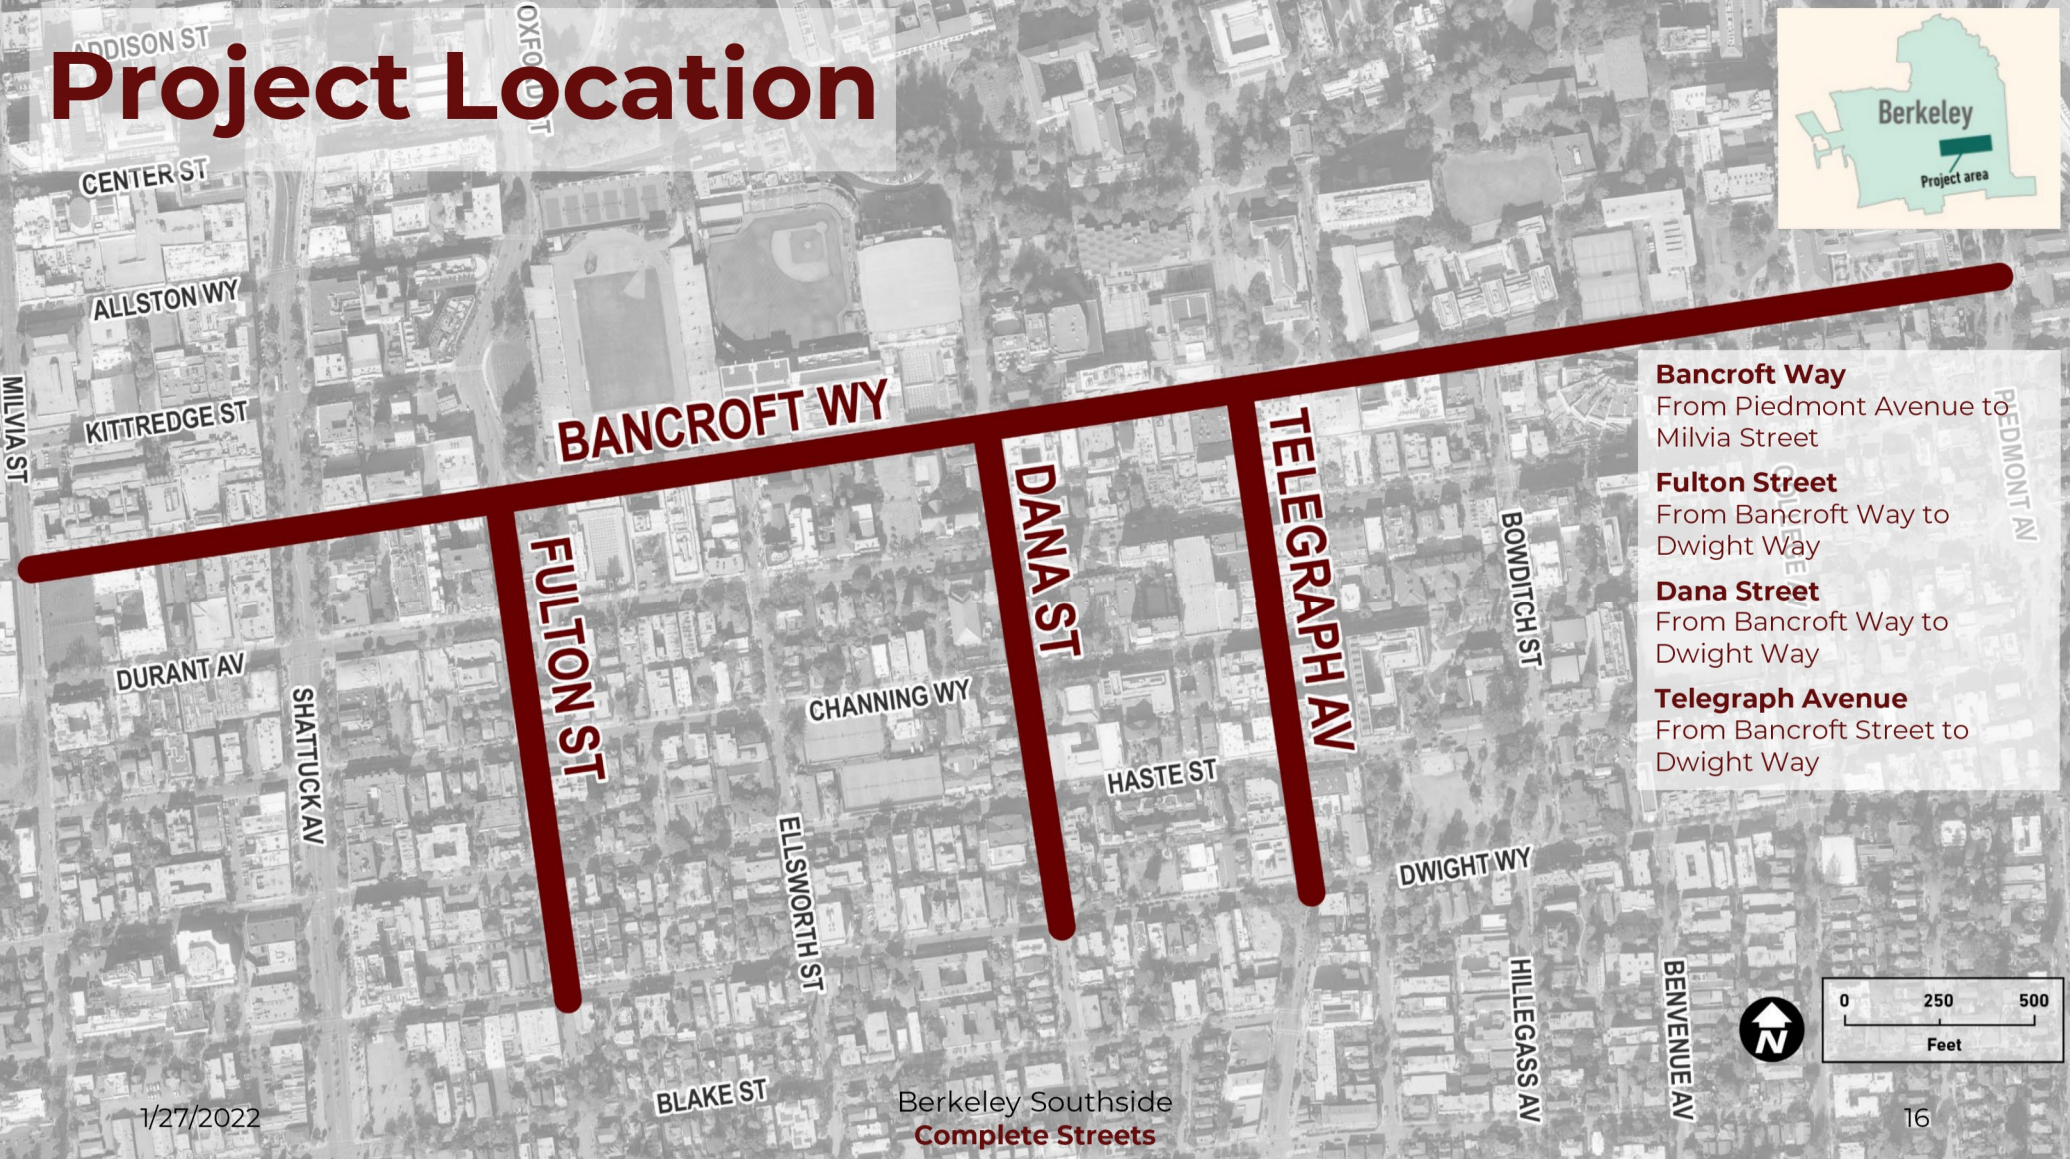 Project Location
ADDISON ST
OXFORD ST
CENTER ST
ALLSTON WY
KITTREDGE ST
MILVIA ST
Berkeley
Project area
BANCROFT WY
FULTON ST
DANA ST
TELEGRAPH AV
BOWDITCH ST
COLLEGE AV
PIEDMONT AV
Bancroft Way
From Piedmont Avenue to
Milvia Street
Fulton Street
From Bancroft Way to
Dwight Way
Dana Street
From Bancroft Way to
Dwight Way
Telegraph Avenue
From Bancroft Street to
Dwight Way
DURANT AV
SHATTUCK AV
CHANNING WY
HASTE ST
ELLSWORTH ST
DWIGHT WY
HILLEGASS AV
BENVENUE AV
BLAKE ST
N
0 250 500
Feet
1/27/2022
Berkeley Southside
Complete Streets
16